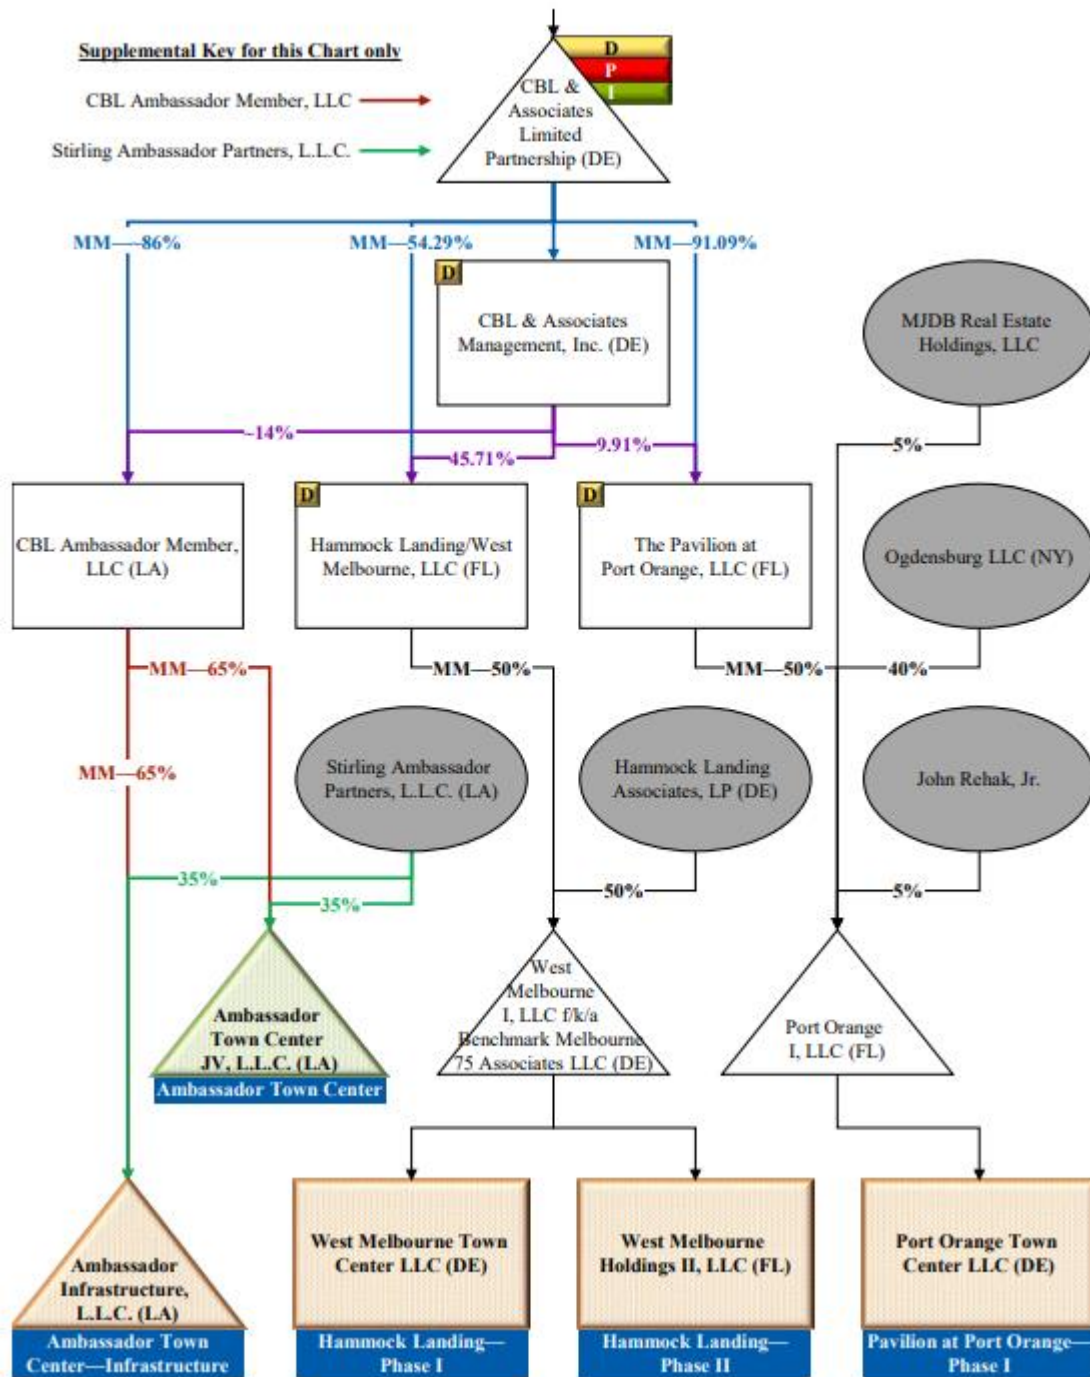 Supplemental Key for this Chart only
CBL Ambassador Member, LLC
Stirling Ambassador Partners, L.L.C.
D
P
I
CBL &
Associates
Limited
Partnership (DE)
MM—~86%
MM—54.29%
MM—91.09%
D
CBL & Associates
Management, Inc. (DE)
MJDB Real Estate
Holdings, LLC
~14%
45.71%
9.91%
5%
CBL Ambassador Member,
LLC (LA)
D
Hammock Landing/West
Melbourne, LLC (FL)
D
The Pavilion at
Port Orange, LLC (FL)
Ogdensburg LLC (NY)
MM—65%
MM—50%
MM—50%
40%
MM—65%
Stirling Ambassador
Partners, L.L.C. (LA)
Hammock Landing
Associates, LP (DE)
John Rehak, Jr.
35%
35%
50%
5%
Ambassador
Town Center
JV, L.L.C. (LA)
Ambassador Town Center
West
Melbourne
I, LLC f/k/a
Benchmark Melbourne
75 Associates LLC (DE)
Port Orange
I, LLC (FL)
Ambassador
Infrastructure,
L.L.C. (LA)
Ambassador Town
Center—Infrastructure
West Melbourne Town
Center LLC (DE)
Hammock Landing—
Phase I
West Melbourne
Holdings II, LLC (FL)
Hammock Landing—
Phase II
Port Orange Town
Center LLC (DE)
Pavilion at Port Orange—
Phase I